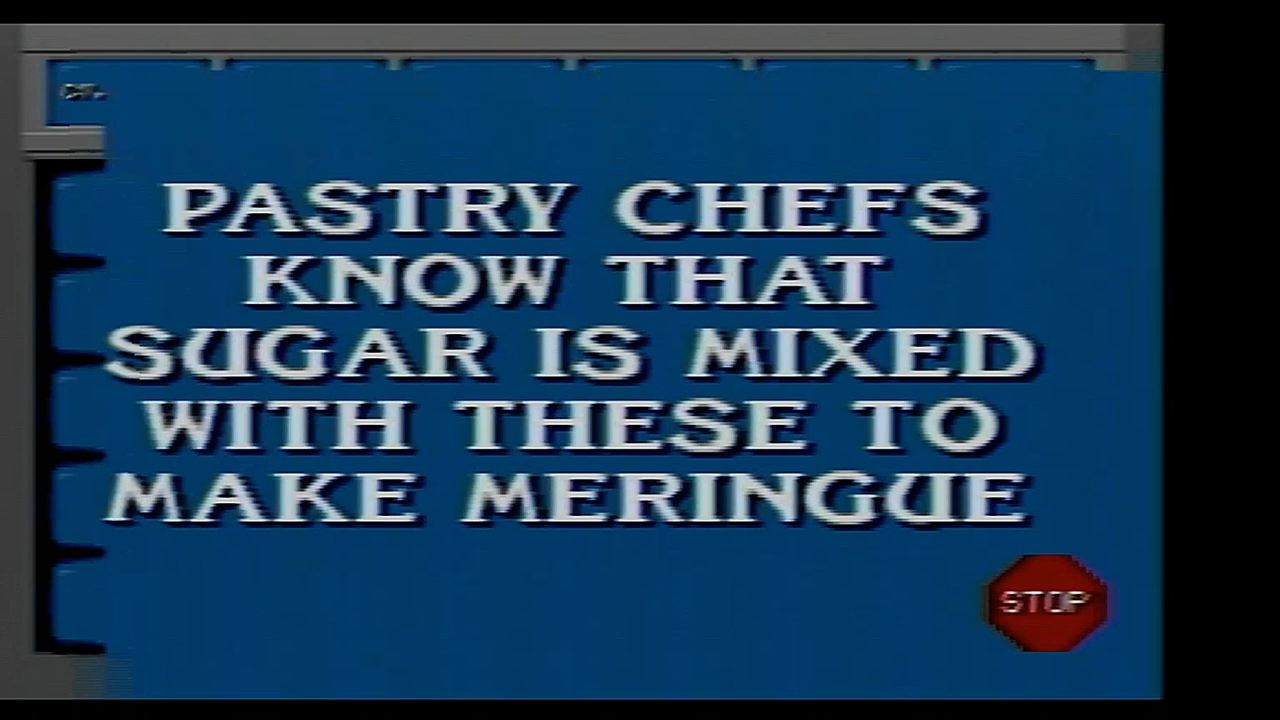 PASTRY CHEFS
KNOW THAT
SUGAR IS MIXED
WITH THESE TO
MAKE MERINGUE
STOP